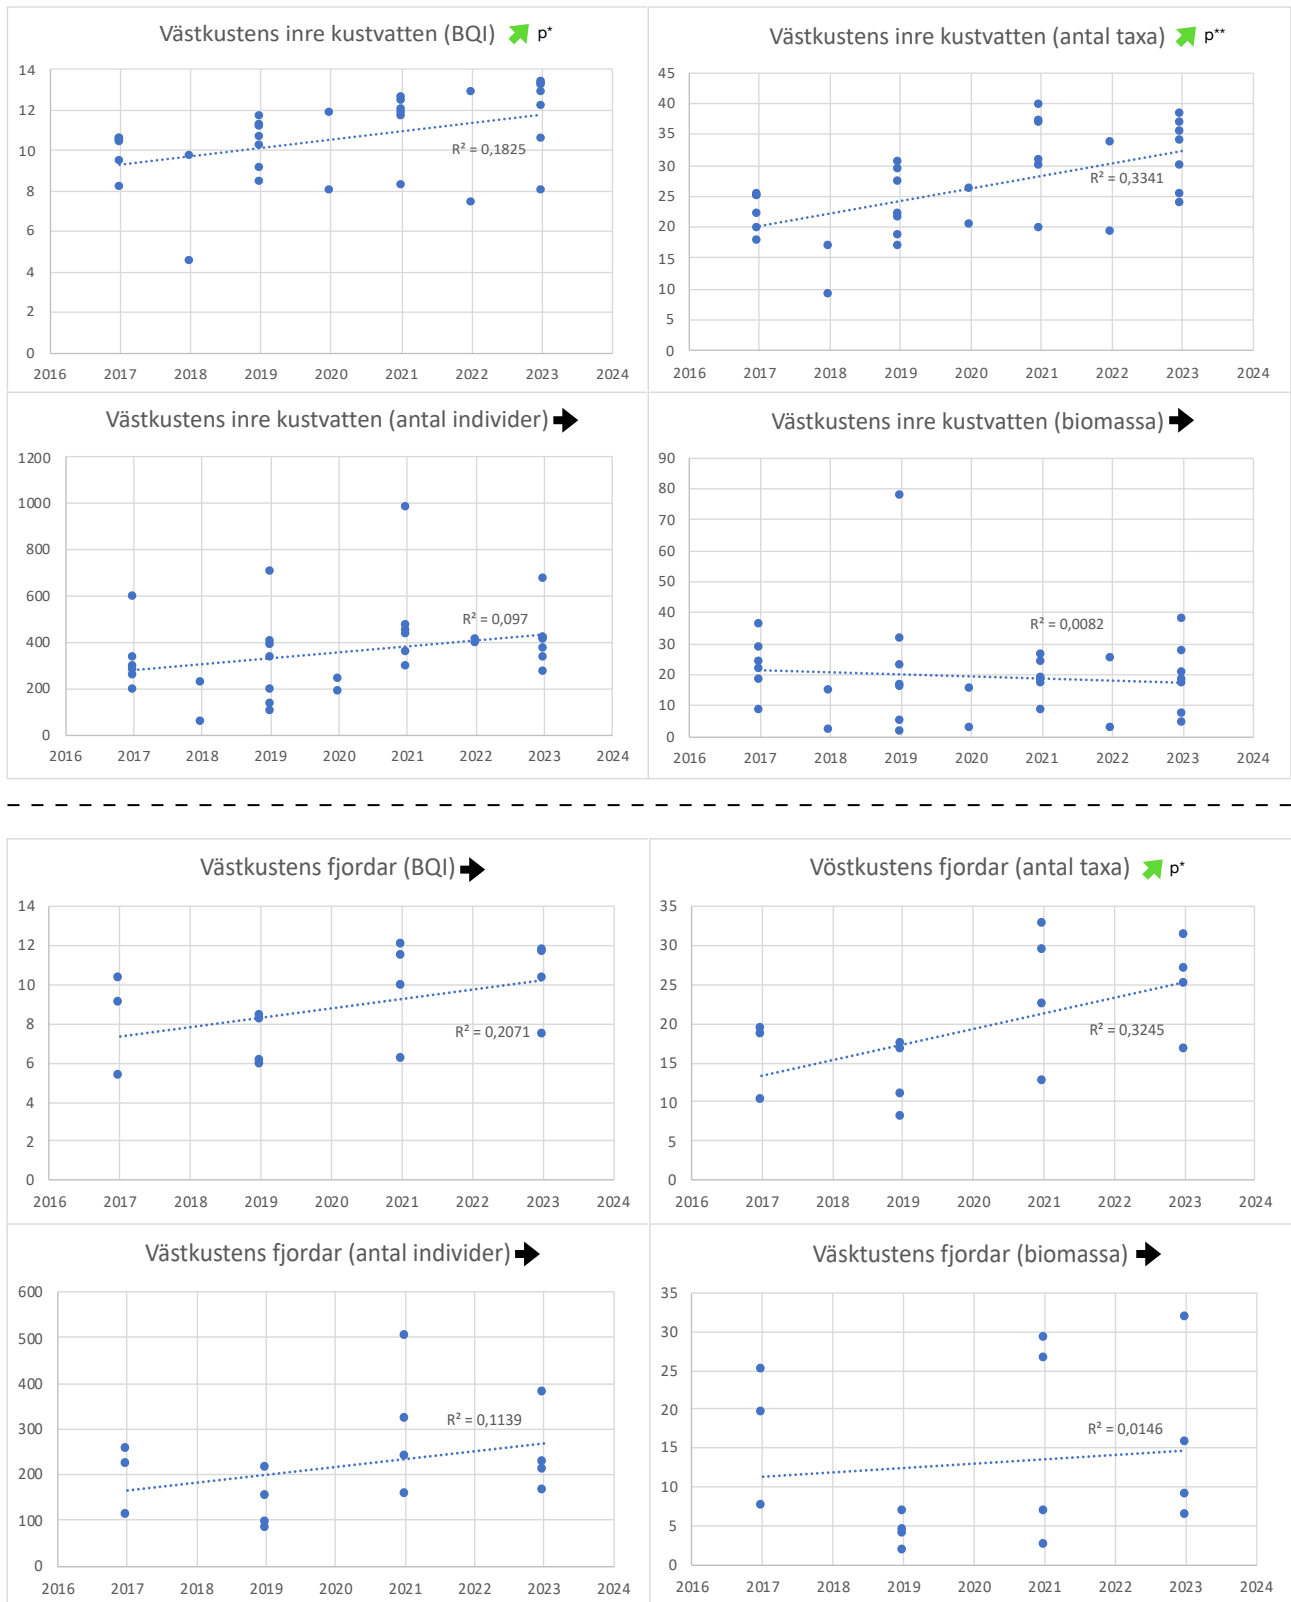 Västkustens inre kustvatten (BQI) p*
14
12
10
8
6
4
2
0
R² = 0,1825
2016 2017 2018 2019 2020 2021 2022 2023 2024
Västkustens inre kustvatten (antal taxa) p**
45
40
35
30
25
20
15
10
5
0
R² = 0,3341
2016 2017 2018 2019 2020 2021 2022 2023 2024
Västkustens inre kustvatten (antal individer)
1200
1000
800
600
400
200
0
R² = 0,097
2016 2017 2018 2019 2020 2021 2022 2023 2024
Västkustens inre kustvatten (biomassa)
90
80
70
60
50
40
30
20
10
0
R² = 0,0082
2016 2017 2018 2019 2020 2021 2022 2023 2024
Västkustens fjordar (BQI)
14
12
10
8
6
4
2
0
R² = 0,2071
2016 2017 2018 2019 2020 2021 2022 2023 2024
Vöstkustens fjordar (antal taxa) p*
35
30
25
20
15
10
5
0
R² = 0,3245
2016 2017 2018 2019 2020 2021 2022 2023 2024
Västkustens fjordar (antal individer)
600
500
400
300
200
100
0
R² = 0,1139
2016 2017 2018 2019 2020 2021 2022 2023 2024
Väsktustens fjordar (biomassa)
35
30
25
20
15
10
5
0
R² = 0,0146
2016 2017 2018 2019 2020 2021 2022 2023 2024